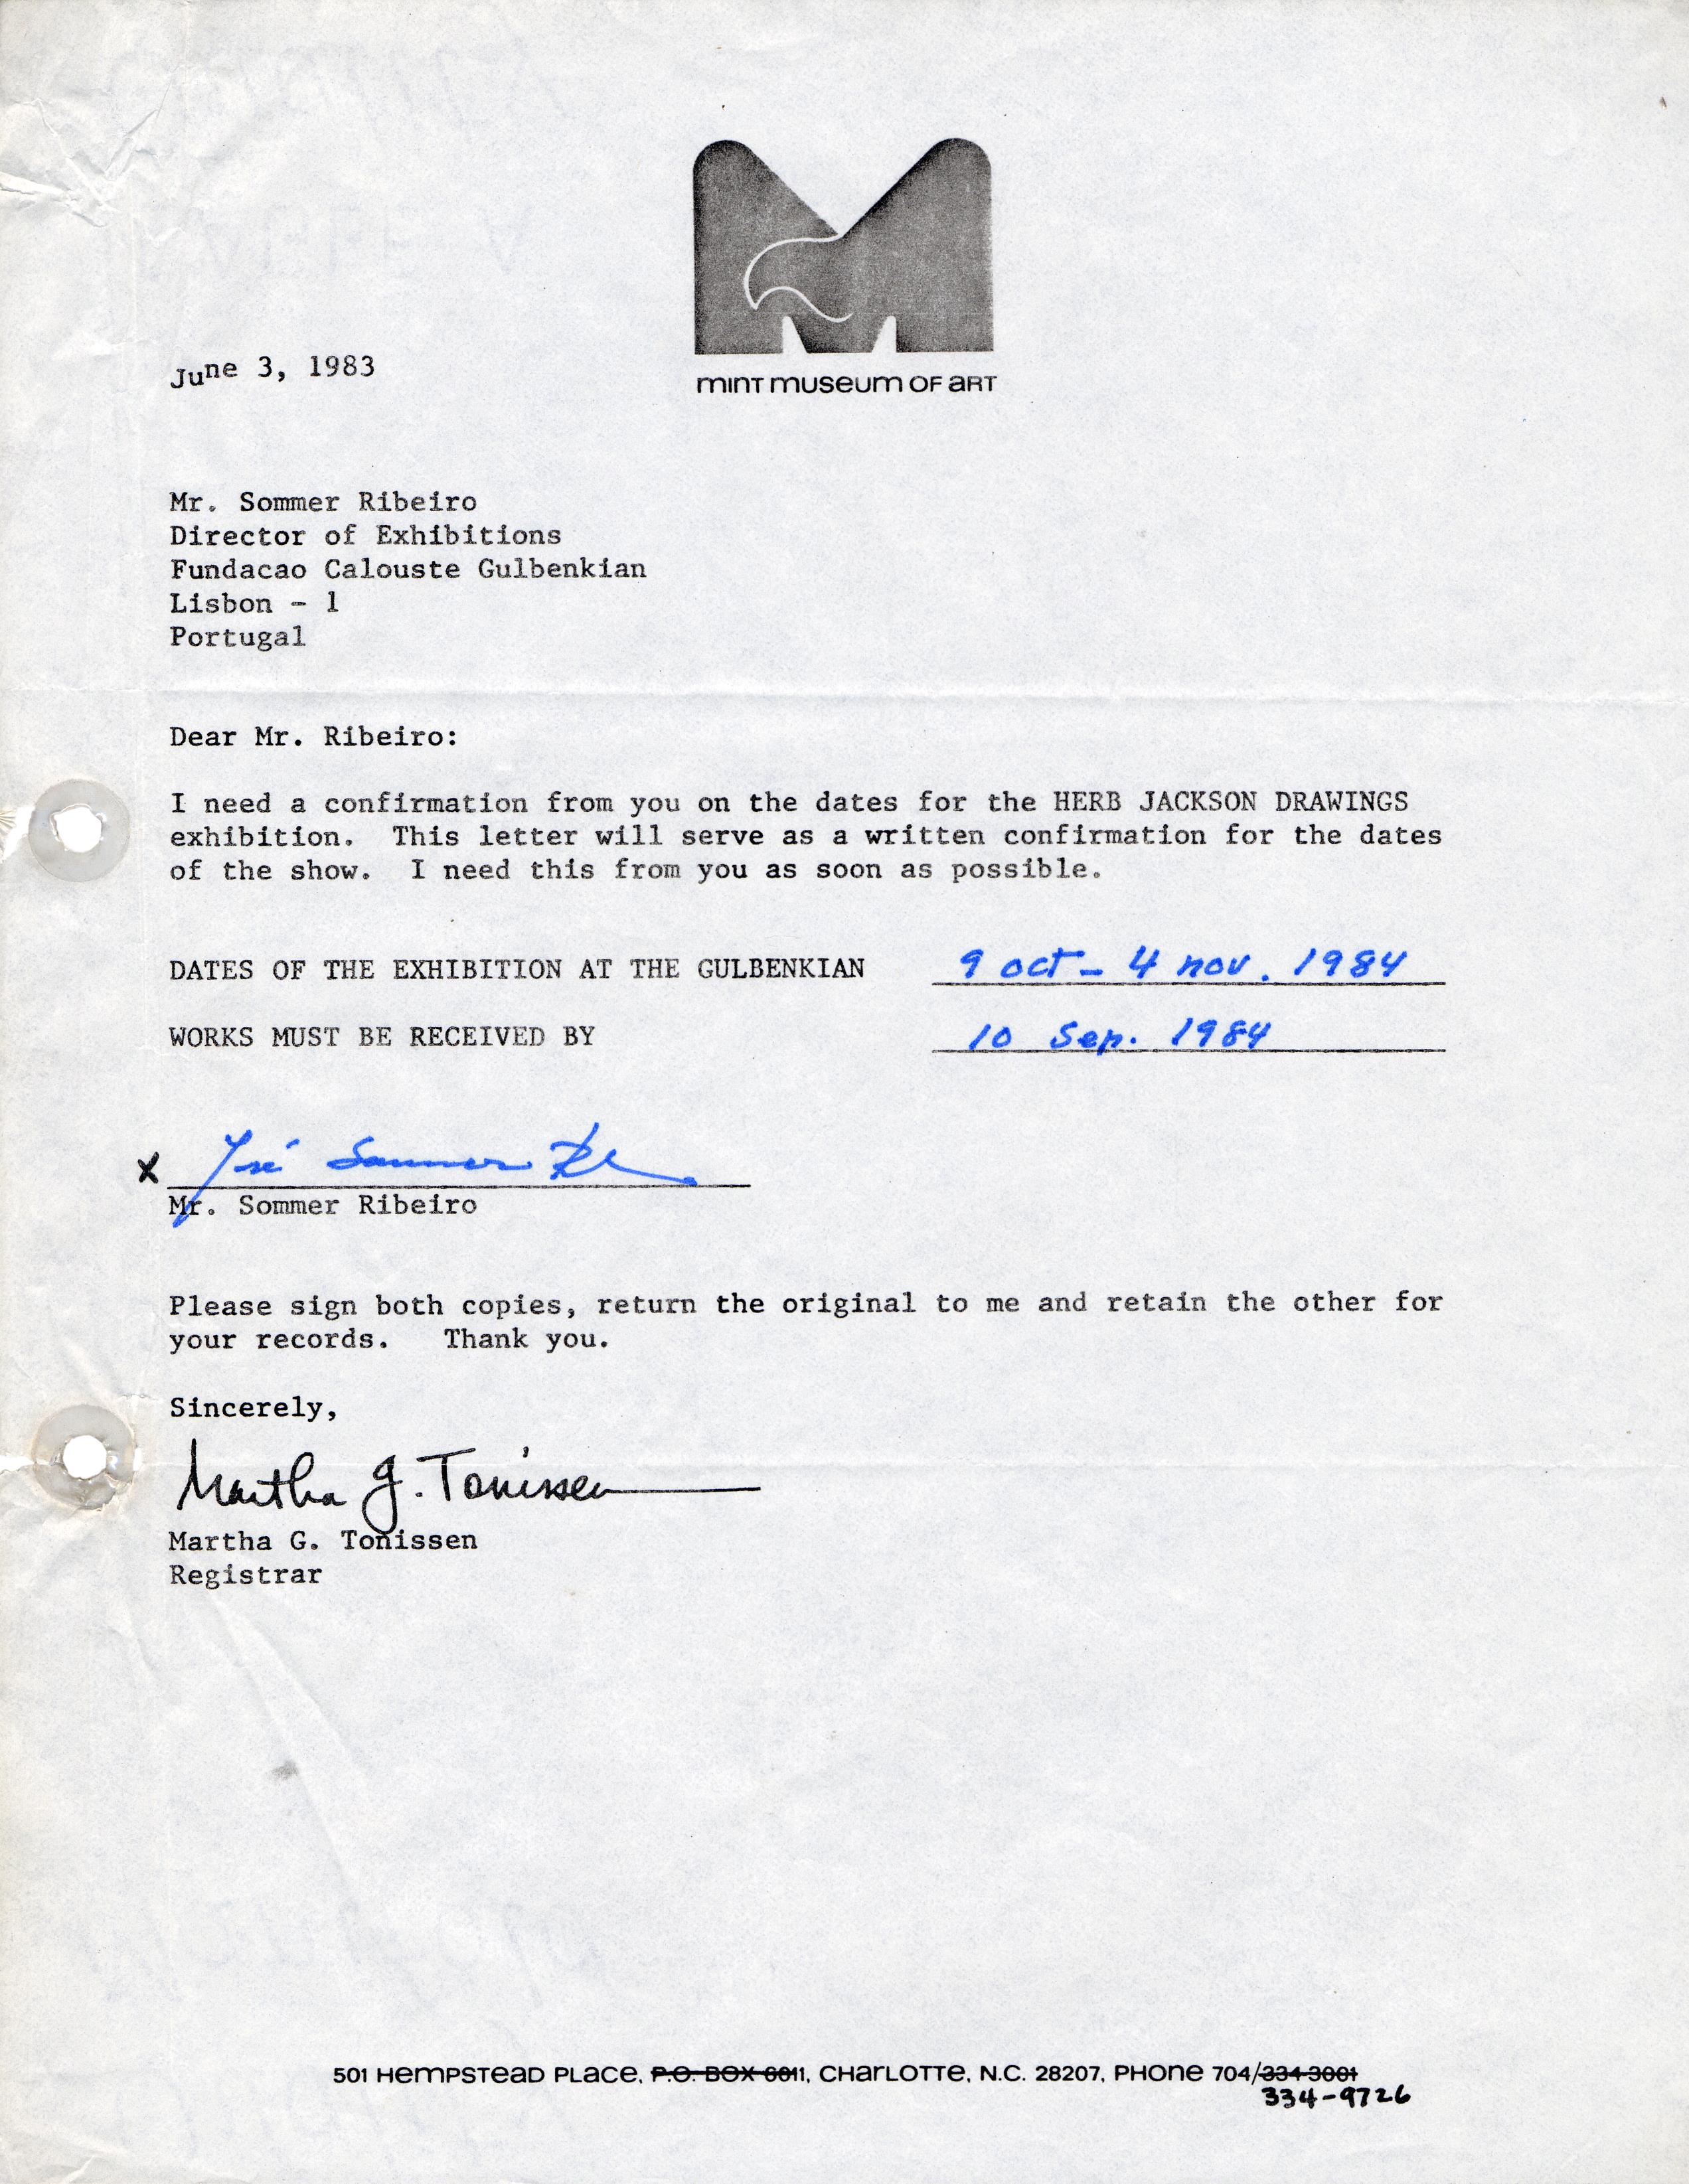 mint museum of art
June 3, 1983
Mr. Sommer Ribeiro
Director of Exhibitions
Fundacao Calouste Gulbenkian
Lisbon - 1
Portugal
Dear Mr. Ribeiro:
I need a confirmation from you on the dates for the HERB JACKSON DRAWINGS
exhibition. This letter will serve as a written confirmation for the dates
of the show. I need this from you as soon as possible.
DATES OF THE EXHIBITION AT THE GULBENKIAN 9 oct - 4 nov. 1984
WORKS MUST BE RECEIVED BY 10 Sep. 1984
X José Sommer Ri
Mr. Sommer Ribeiro
Please sign both copies, return the original to me and retain the other for
your records. Thank you.
Sincerely,
Martha G. Tonissen
Martha G. Tonissen
Registrar
501 Hempstead Place, P.O. BOX 6011, Charlotte, N.C. 28207, Phone 704/334-3001
334-9726